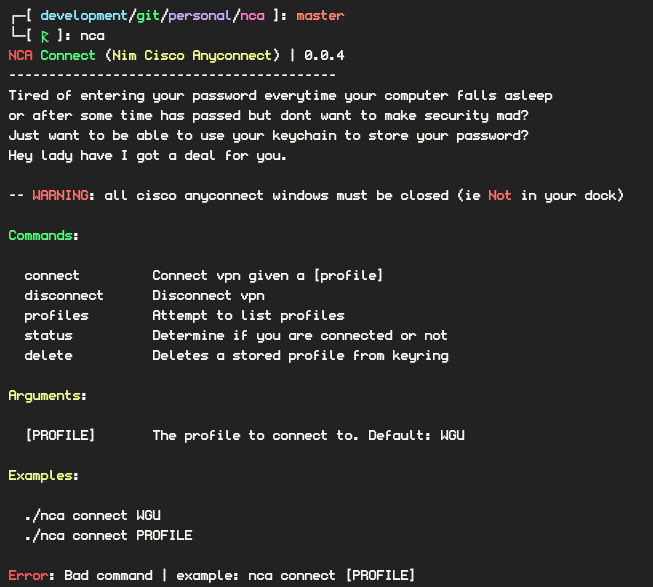 ┌─[ development/git/personal/nca ]: master
└─[ ᚱ ]: nca
NCA Connect (Nim Cisco Anyconnect) | 0.0.4
-----------------------------------------
Tired of entering your password everytime your computer falls asleep
or after some time has passed but dont want to make security mad?
Just want to be able to use your keychain to store your password?
Hey lady have I got a deal for you.
-- WARNING: all cisco anyconnect windows must be closed (ie Not in your dock)
Commands:
connect Connect vpn given a [profile]
disconnect Disconnect vpn
profiles Attempt to list profiles
status Determine if you are connected or not
delete Deletes a stored profile from keyring
Arguments:
[PROFILE] The profile to connect to. Default: WGU
Examples:
./nca connect WGU
./nca connect PROFILE
Error: Bad command | example: nca connect [PROFILE]